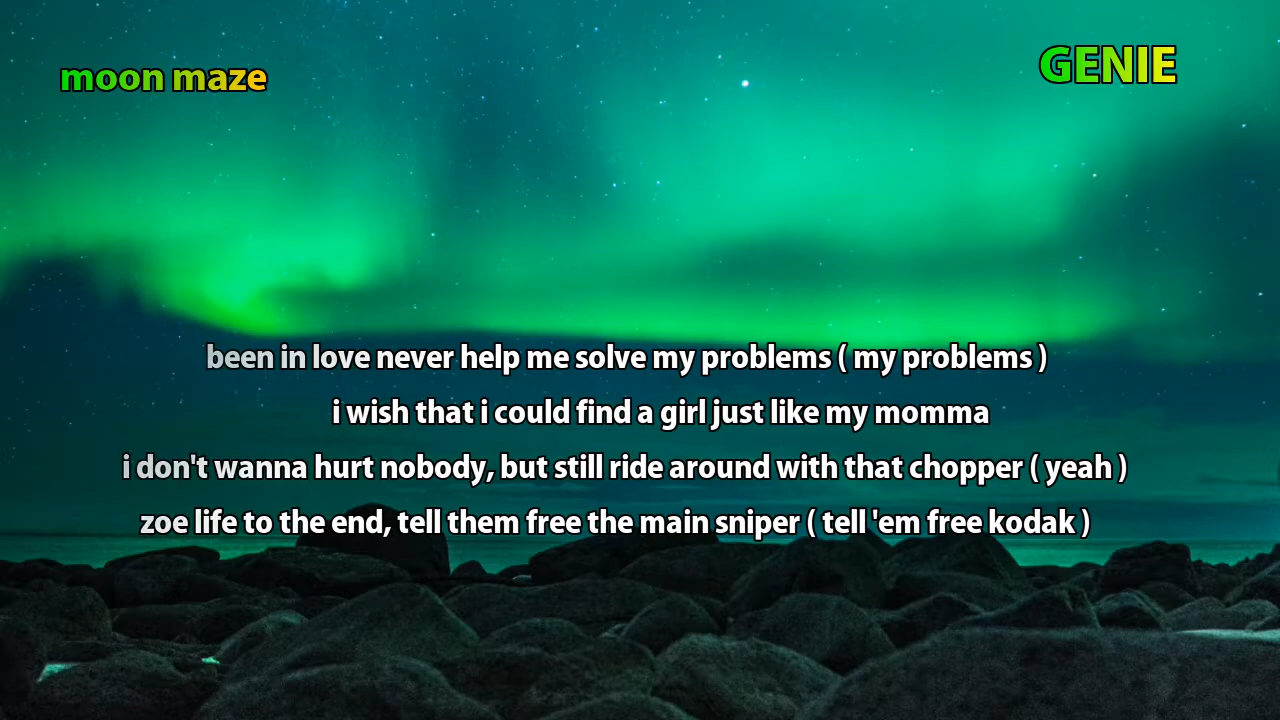 moon maze
GENIE
been in love never help me solve my problems ( my problems )
i wish that i could find a girl just like my momma
i don't wanna hurt nobody, but still ride around with that chopper ( yeah )
zoe life to the end, tell them free the main sniper ( tell 'em free kodak )